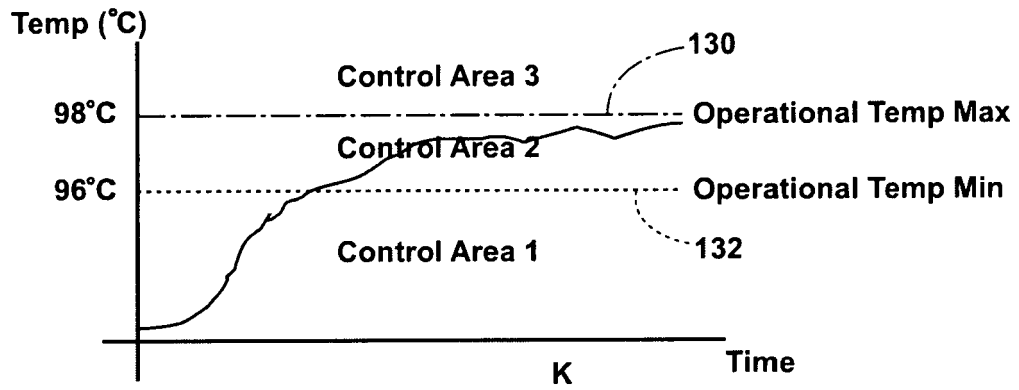 Temp (°C)
130
Control Area 3
98°C
Operational Temp Max
Control Area 2
96°C
Operational Temp Min
132
Control Area 1
Time
K